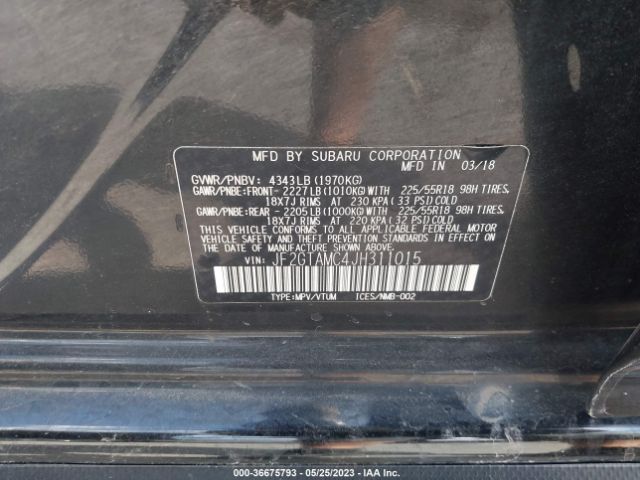 MFD BY SUBARU CORPORATION
MFD IN 03/18
GVWR/PNBV: 4343LB(1970KG)
GAWR/PNBE:FRONT-2227LB(1010KG)WITH 225/55R18 98H TIRES,
18X7J RIMS AT 230 KPA(33 PSI)COLD
GAWR/PNBE:REAR -2205LB(1000KG)WITH 225/55R18 98H TIRES,
18X7J RIMS AT 220 KPA(32 PSI)COLD
THIS VEHICLE CONFORMS TO ALL APPLICABLE FEDERAL MOTOR
VEHICLE SAFETY AND BUMPER STANDARDS IN EFFECT ON
THE DATE OF MANUFACTURE SHOWN ABOVE.
VIN: JF2GTAMC4JH311015
TYPE:MPV/VTUM ICES/NMB-002
000-36675793 - 05/25/2023 - IAA Inc.